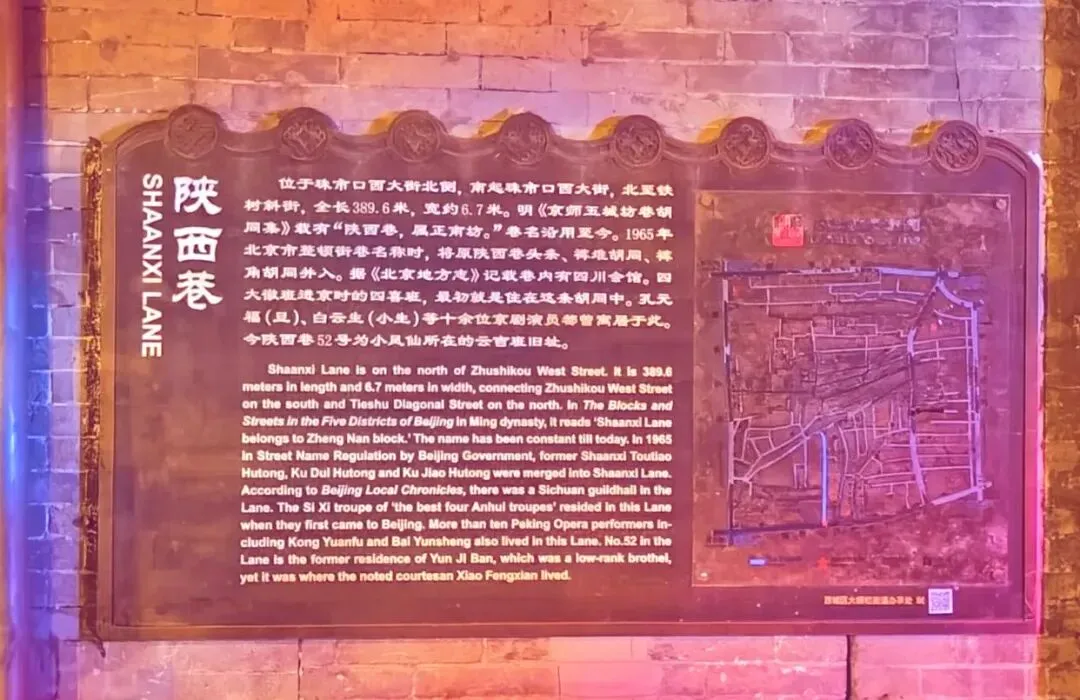 陕西巷
SHAANXI LANE
位于珠市口西大街北侧，南起珠市口西大街，北至铁
树斜街，全长389.6米，宽约6.7米。明《京师五城坊巷胡
同集》载有“陕西巷，属正南坊。”巷名沿用至今。1965年
北京市整顿街巷名称时，将原陕西巷头条、裤堆胡同、裤
角胡同并入。据《北京地方志》记载巷内有四川会馆。四
大徽班进京时的四喜班，最初就是住在这条胡同中。孔元
福（旦）、白云生（小生）等十余位京剧演员都曾寓居于此。
今陕西巷52号为小凤仙所在的云吉班旧址。
Shaanxi Lane is on the north of Zhushikou West Street. It is 389.6
meters in length and 6.7 meters in width, connecting Zhushikou West Street
on the south and Tieshu Diagonal Street on the north. In The Blocks and
Streets in the Five Districts of Beijing in Ming dynasty, it reads ‘Shaanxi Lane
belongs to Zheng Nan block.’ The name has been constant till today. In 1965
in Street Name Regulation by Beijing Government, former Shaanxi Toutiao
Hutong, Ku Dui Hutong and Ku Jiao Hutong were merged into Shaanxi Lane.
According to Beijing Local Chronicles, there was a Sichuan guildhall in the
Lane. The Si Xi troupe of ‘the best four Anhui troupes’ resided in this Lane
when they first came to Beijing. More than ten Peking Opera performers in-
cluding Kong Yuanfu and Bai Yunsheng also lived in this Lane. No.52 in the
Lane is the former residence of Yun Ji Ban, which was a low-rank brothel,
yet it was where the noted courtesan Xiao Fengxian lived.
西城区大栅栏街道办事处 制